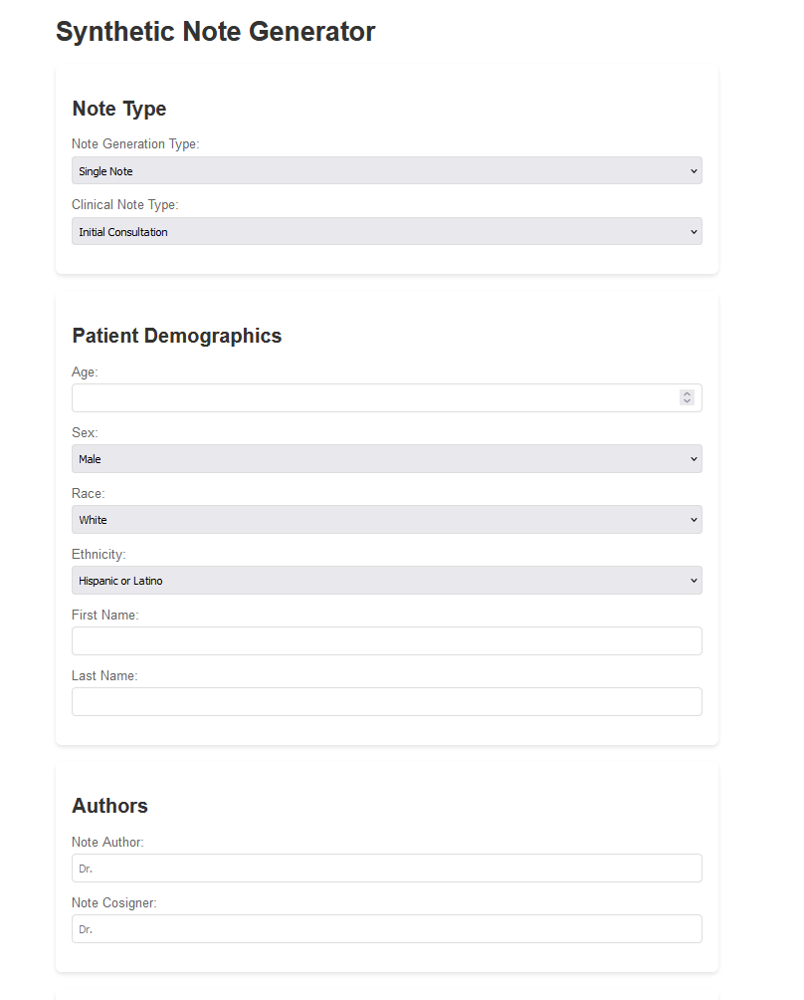 Synthetic Note Generator
Note Type
Note Generation Type:
Single Note
Clinical Note Type:
Initial Consultation
Patient Demographics
Age:
Sex:
Male
Race:
White
Ethnicity:
Hispanic or Latino
First Name:
Last Name:
Authors
Note Author:
Dr.
Note Cosigner:
Dr.